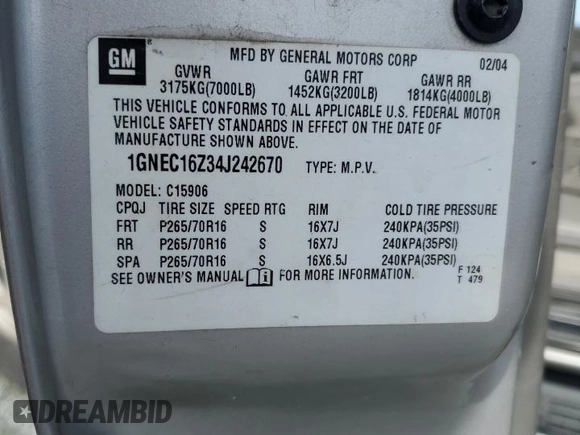 GM
®
MFD BY GENERAL MOTORS CORP 02/04
GVWR GAWR FRT GAWR RR
3175KG(7000LB) 1452KG(3200LB) 1814KG(4000LB)
THIS VEHICLE CONFORMS TO ALL APPLICABLE U.S. FEDERAL MOTOR
VEHICLE SAFETY STANDARDS IN EFFECT ON THE DATE OF
MANUFACTURE SHOWN ABOVE.
1GNEC16Z34J242670 TYPE: M.P.V.
MODEL: C15906
CPQJ TIRE SIZE SPEED RTG RIM COLD TIRE PRESSURE
FRT P265/70R16 S 16X7J 240KPA(35PSI)
RR P265/70R16 S 16X7J 240KPA(35PSI)
SPA P265/70R16 S 16X6.5J 240KPA(35PSI)
SEE OWNER'S MANUAL FOR MORE INFORMATION. F 124
T 479
DREAMBID